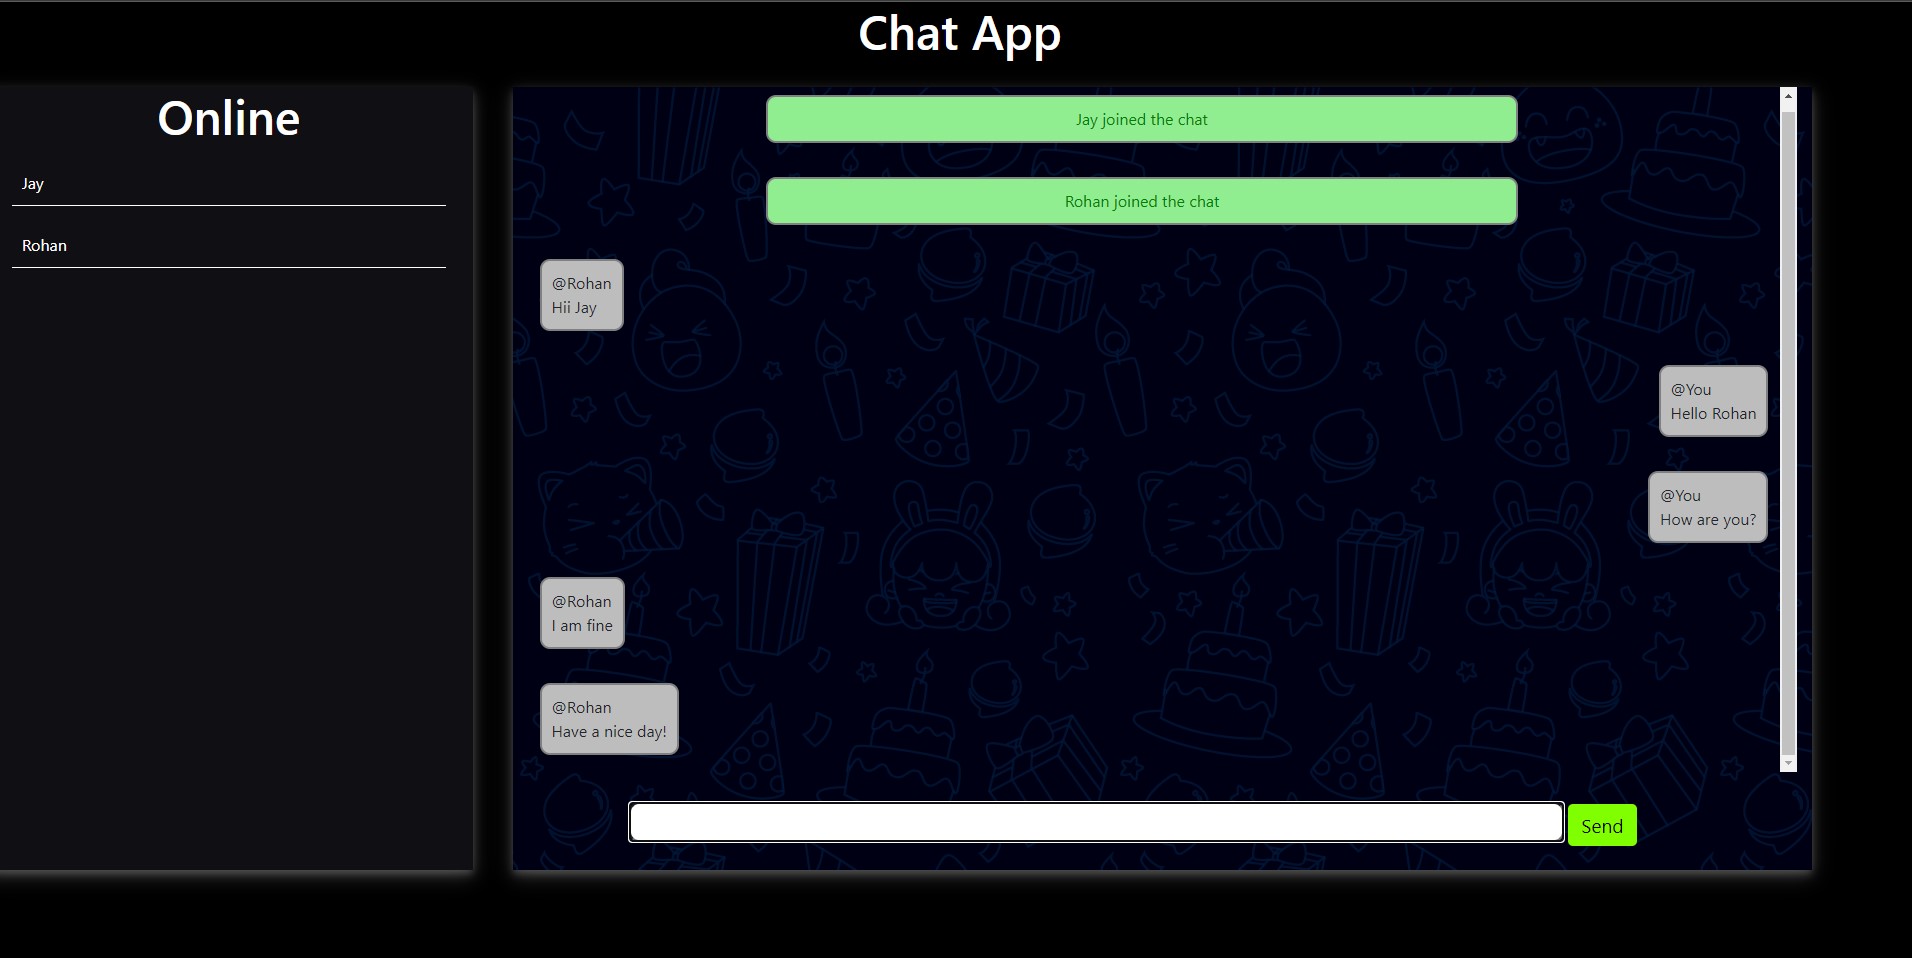 Chat App
Online
Jay
Rohan
Jay joined the chat
Rohan joined the chat
@Rohan
Hii Jay
@You
Hello Rohan
@You
How are you?
@Rohan
I am fine
@Rohan
Have a nice day!
Send